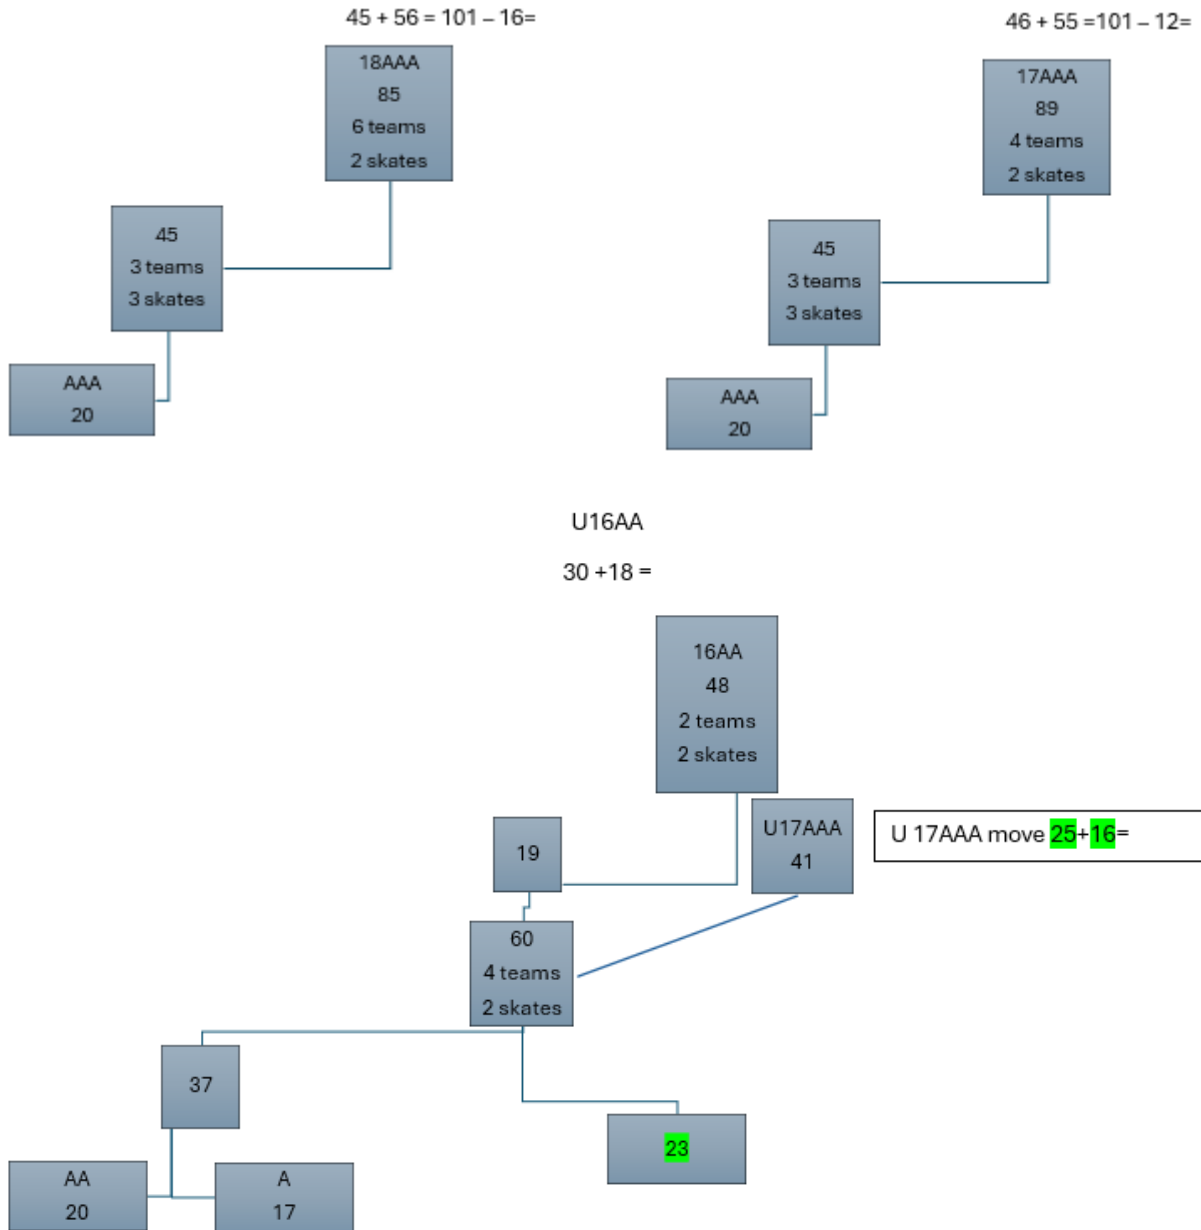 45 + 56 = 101 – 16=
46 + 55 =101 – 12=
18AAA
85
6 teams
2 skates
17AAA
89
4 teams
2 skates
45
3 teams
3 skates
45
3 teams
3 skates
AAA
20
AAA
20
U16AA
30 +18 =
16AA
48
2 teams
2 skates
U17AAA
41
U 17AAA move 25+16=
19
60
4 teams
2 skates
37
23
AA
20
A
17